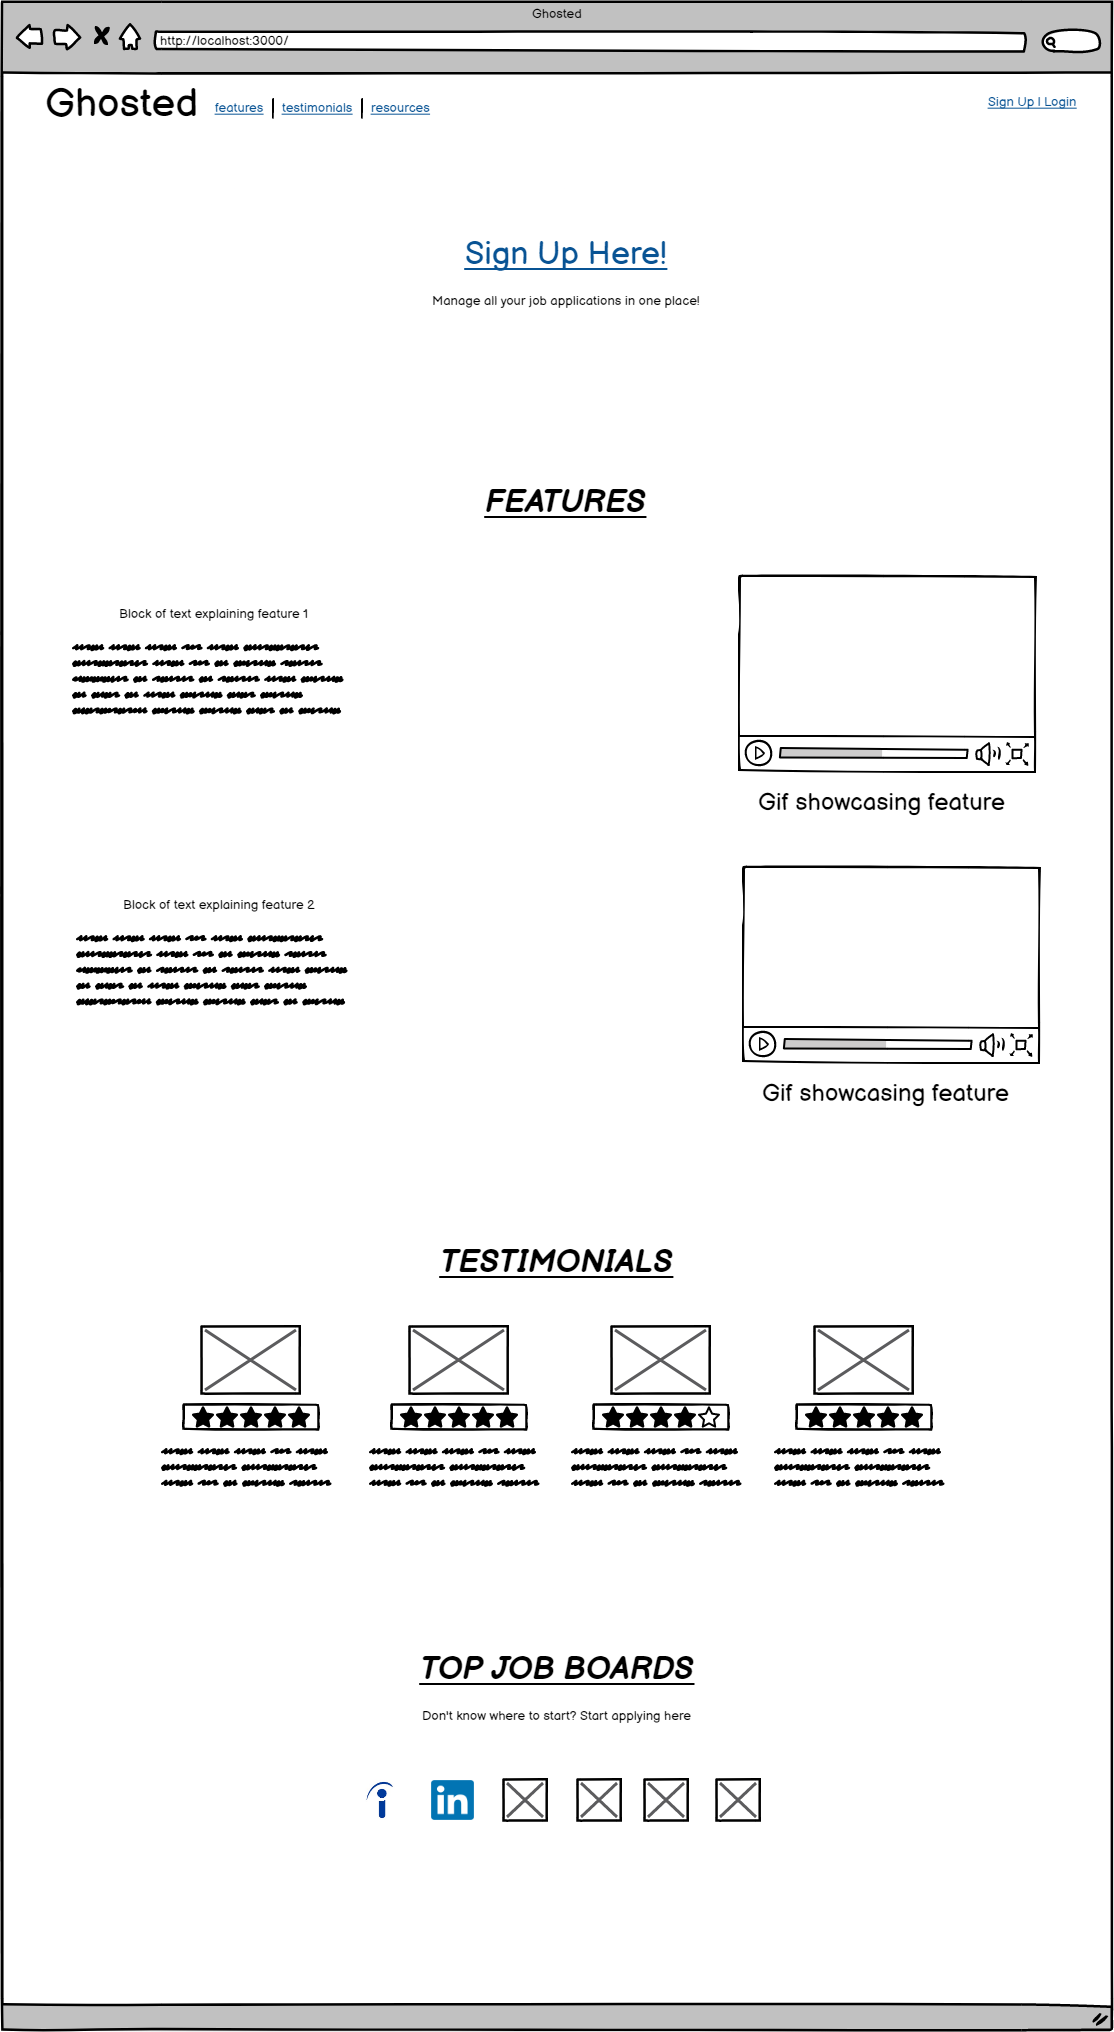 Ghosted
http://localhost:3000/
Ghosted features testimonials resources Sign Up | Login
Sign Up Here!
Manage all your job applications in one place!
FEATURES
Block of text explaining feature 1
Gif showcasing feature
Block of text explaining feature 2
Gif showcasing feature
TESTIMONIALS
TOP JOB BOARDS
Don't know where to start? Start applying here
in